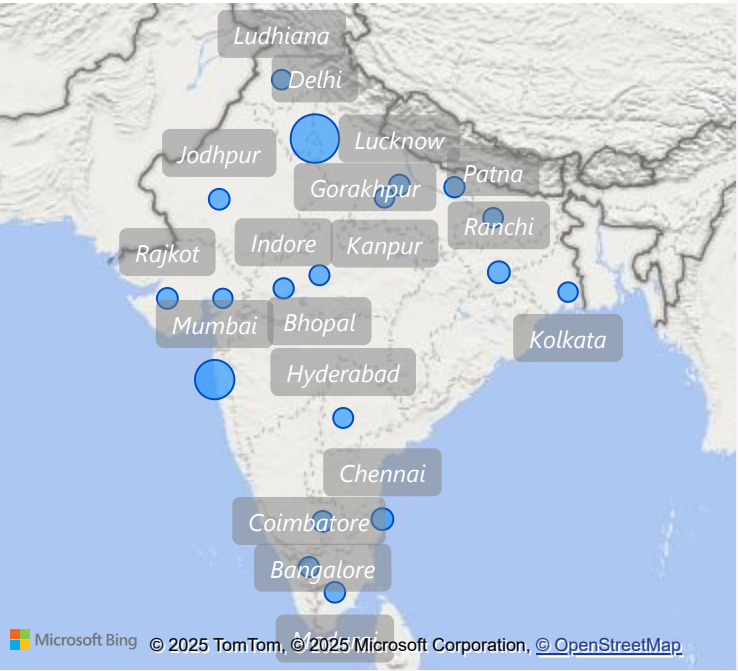 Ludhiana
Delhi
Lucknow
Jodhpur
Patna
Gorakhpur
Ranchi
Indore
Kanpur
Rajkot
Mumbai
Bhopal
Kolkata
Hyderabad
Chennai
Coimbatore
Bangalore
Madurai
Microsoft Bing
© 2025 TomTom, © 2025 Microsoft Corporation, © OpenStreetMap